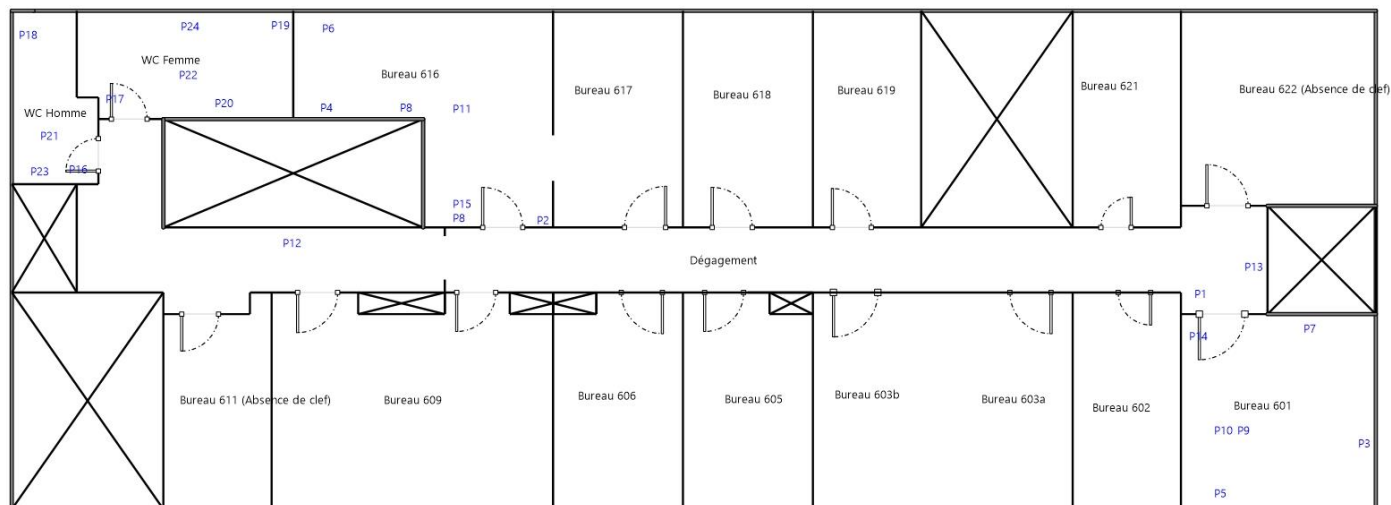 P18
P24
P19
P6
WC Femme
P22
Bureau 616
Bureau 617
Bureau 618
Bureau 619
Bureau 621
Bureau 622 (Absence de clef)
P17
P20
P4
P8
P11
WC Homme
P21
P23
P16
P15
P8
P2
P12
Dégagement
P13
P1
P14
P7
Bureau 611 (Absence de clef)
Bureau 609
Bureau 606
Bureau 605
Bureau 603b
Bureau 603a
Bureau 602
Bureau 601
P10 P9
P3
P5